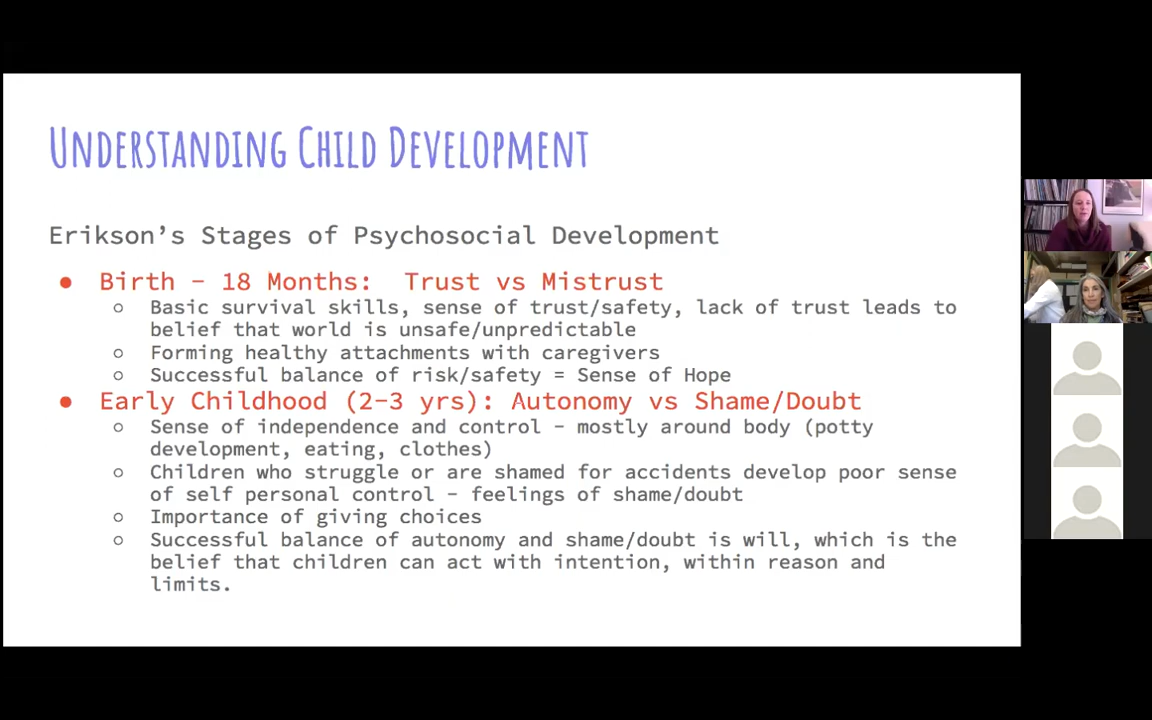 Understanding Child Development
Erikson's Stages of Psychosocial Development
● Birth – 18 Months: Trust vs Mistrust
○ Basic survival skills, sense of trust/safety, lack of trust leads to
belief that world is unsafe/unpredictable
○ Forming healthy attachments with caregivers
○ Successful balance of risk/safety = Sense of Hope
● Early Childhood (2-3 yrs): Autonomy vs Shame/Doubt
○ Sense of independence and control – mostly around body (potty
development, eating, clothes)
○ Children who struggle or are shamed for accidents develop poor sense
of self personal control – feelings of shame/doubt
○ Importance of giving choices
○ Successful balance of autonomy and shame/doubt is will, which is the
belief that children can act with intention, within reason and
limits.